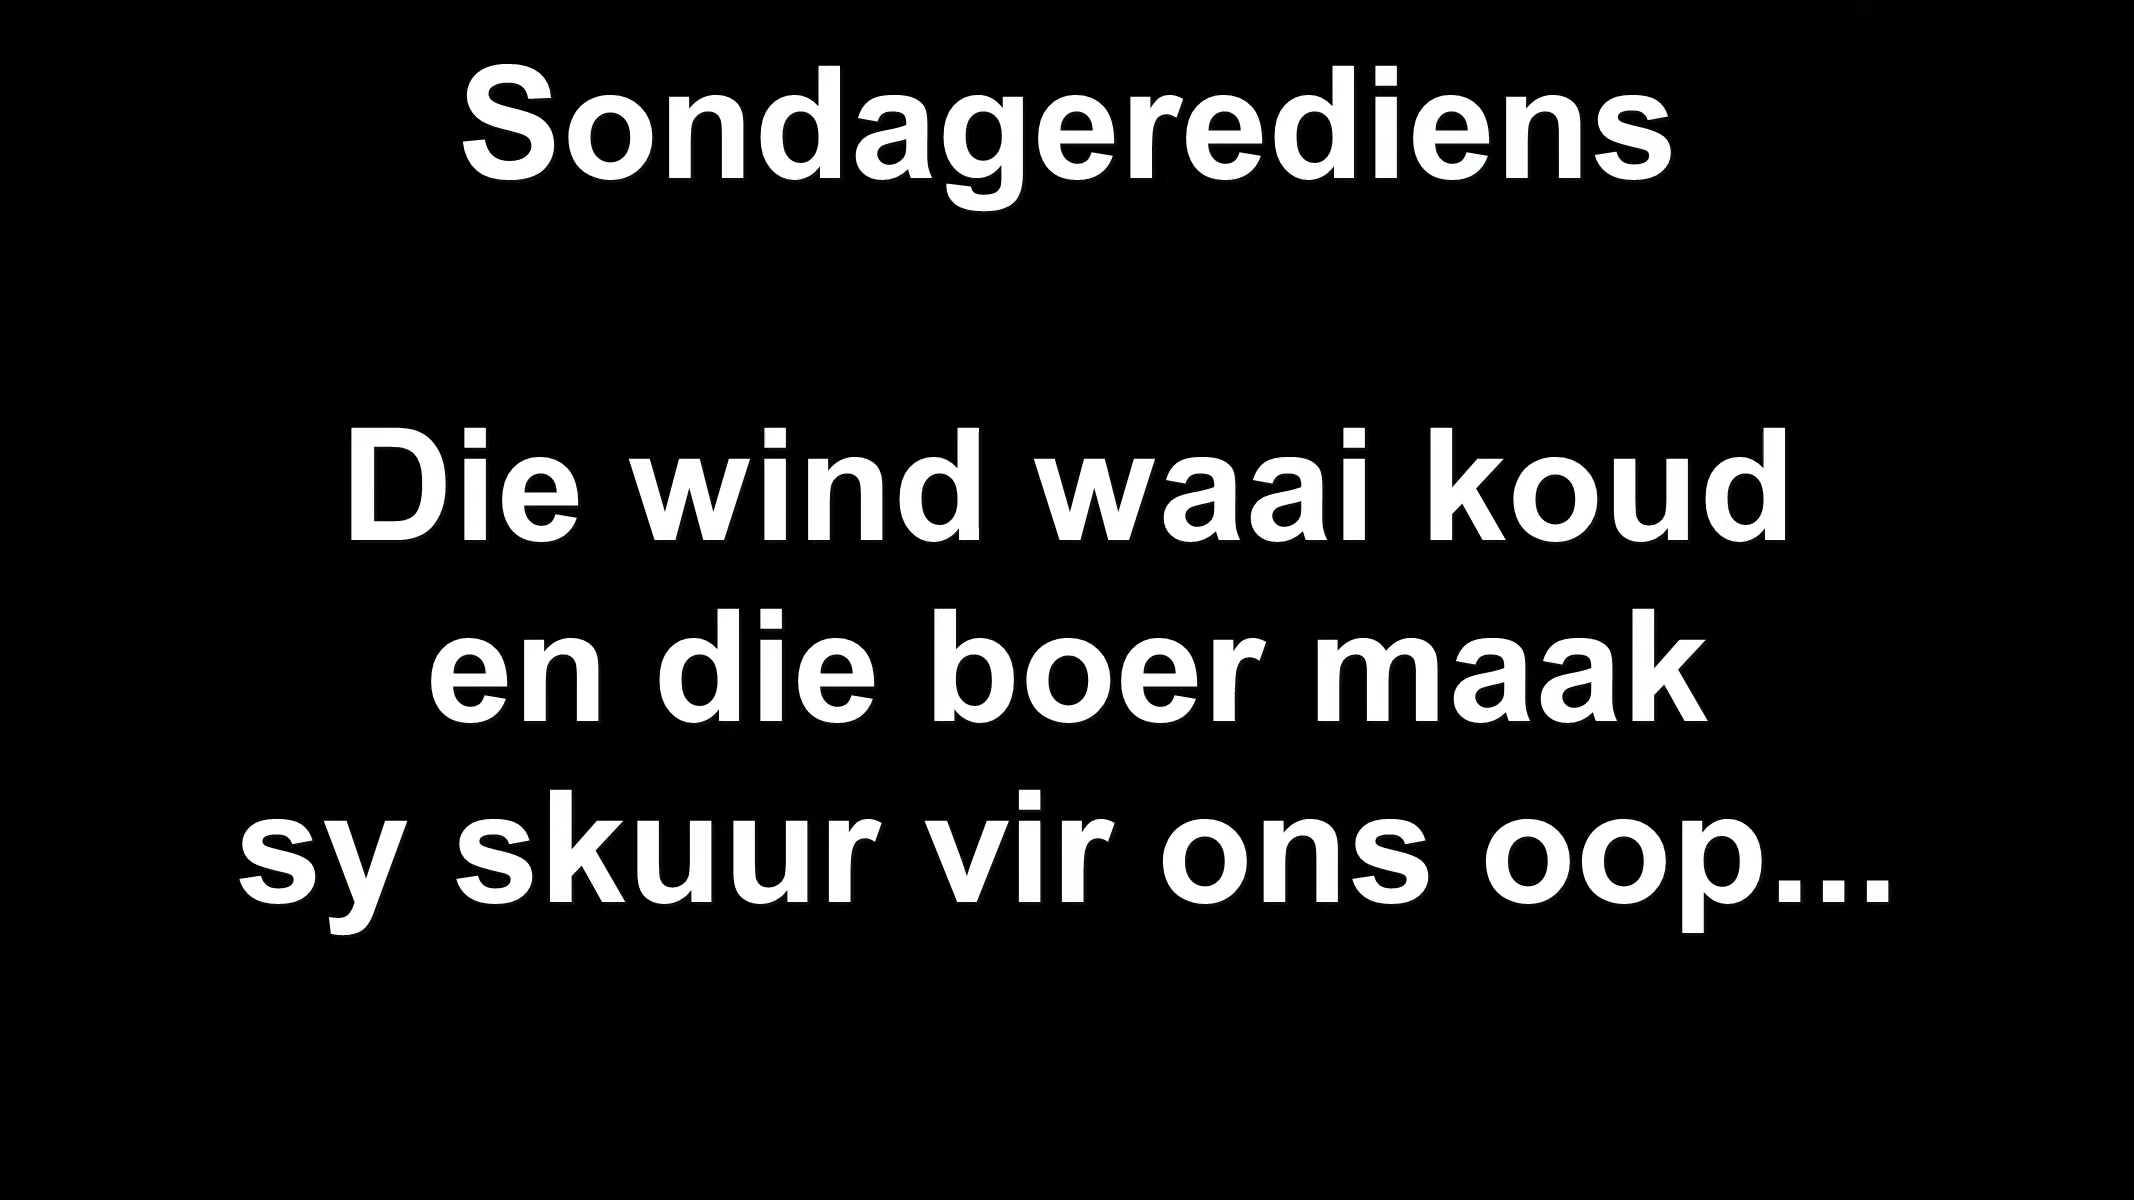 Sondagerediens
Die wind waai koud
en die boer maak
sy skuur vir ons oop...